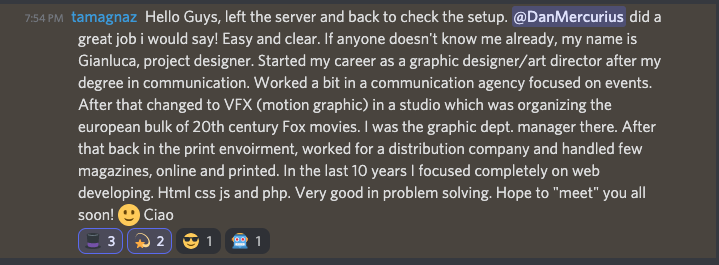 7:54 PM tamagnaz Hello Guys, left the server and back to check the setup. @DanMercurius did a
great job i would say! Easy and clear. If anyone doesn't know me already, my name is
Gianluca, project designer. Started my career as a graphic designer/art director after my
degree in communication. Worked a bit in a communication agency focused on events.
After that changed to VFX (motion graphic) in a studio which was organizing the
european bulk of 20th century Fox movies. I was the graphic dept. manager there. After
that back in the print envoirment, worked for a distribution company and handled few
magazines, online and printed. In the last 10 years I focused completely on web
developing. Html css js and php. Very good in problem solving. Hope to "meet" you all
soon! 🙂 Ciao
3 2 1 1